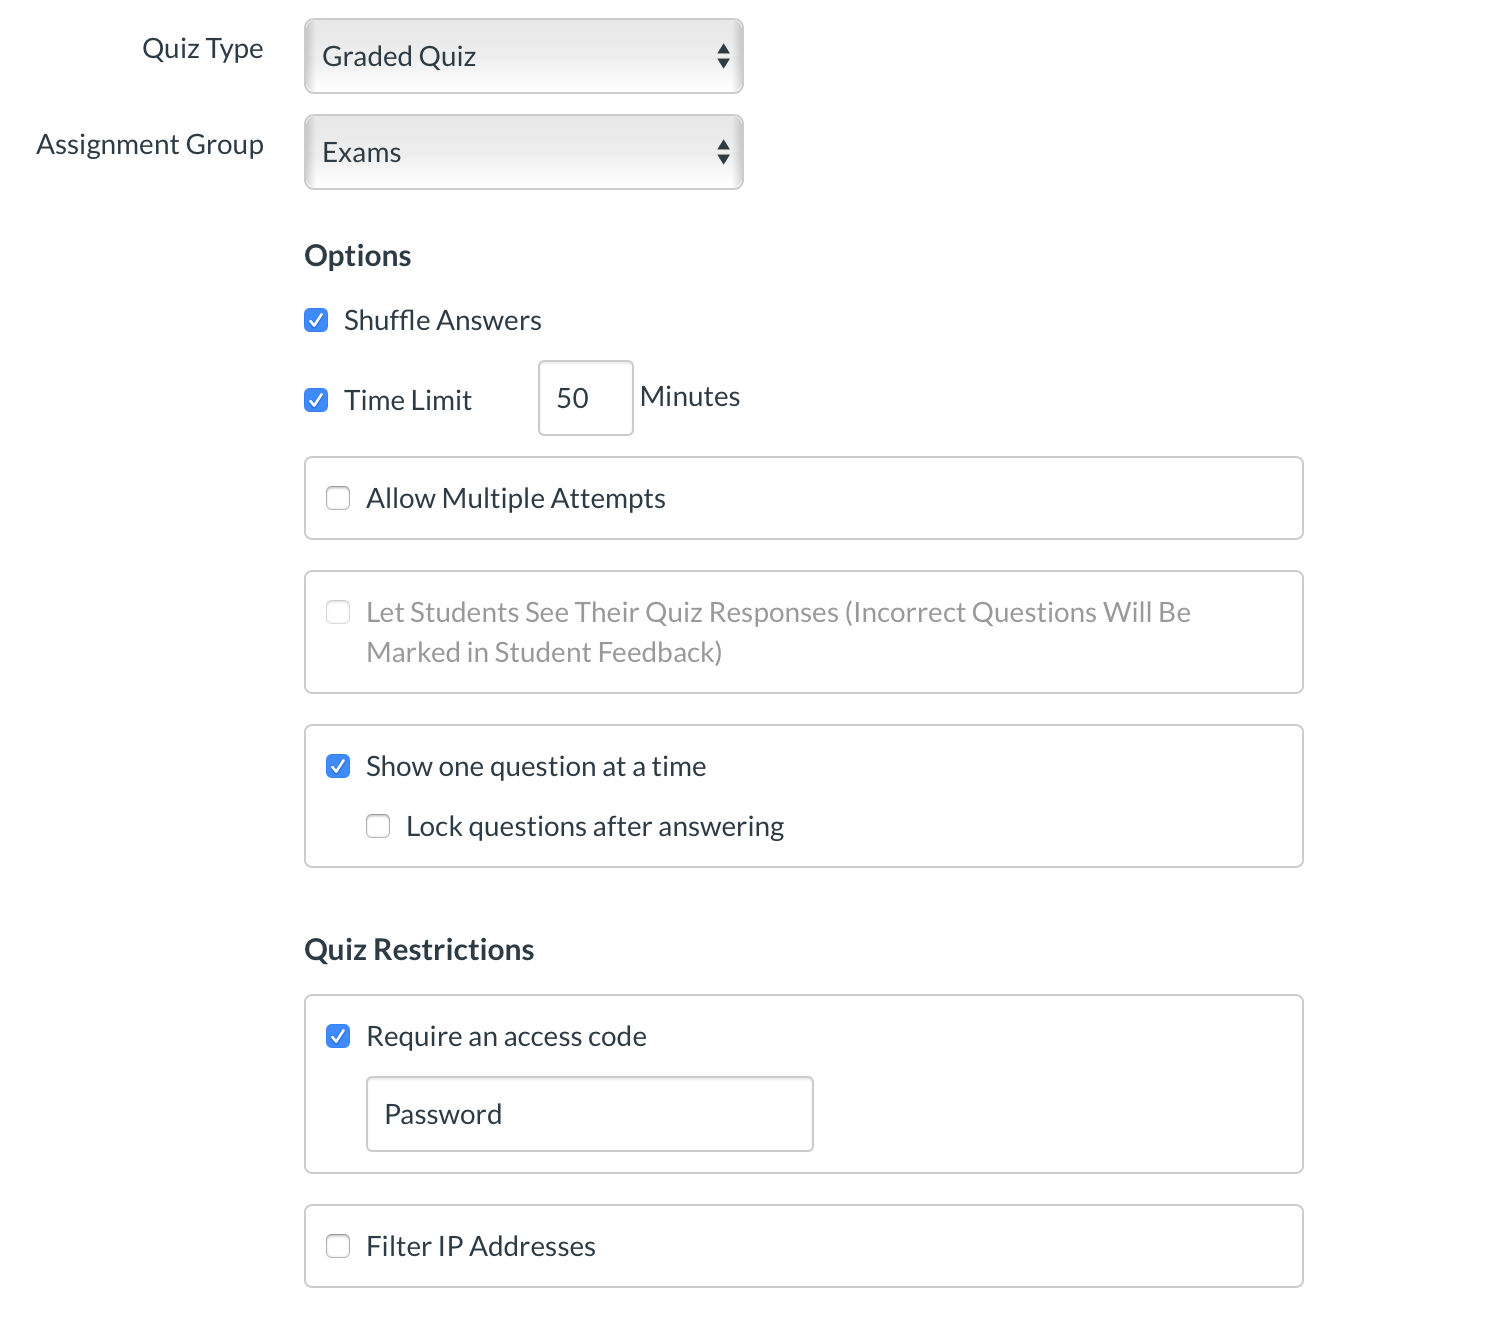 Quiz Type
Graded Quiz
Assignment Group
Exams
Options
Shuffle Answers
Time Limit 50 Minutes
Allow Multiple Attempts
Let Students See Their Quiz Responses (Incorrect Questions Will Be
Marked in Student Feedback)
Show one question at a time
Lock questions after answering
Quiz Restrictions
Require an access code
Password
Filter IP Addresses